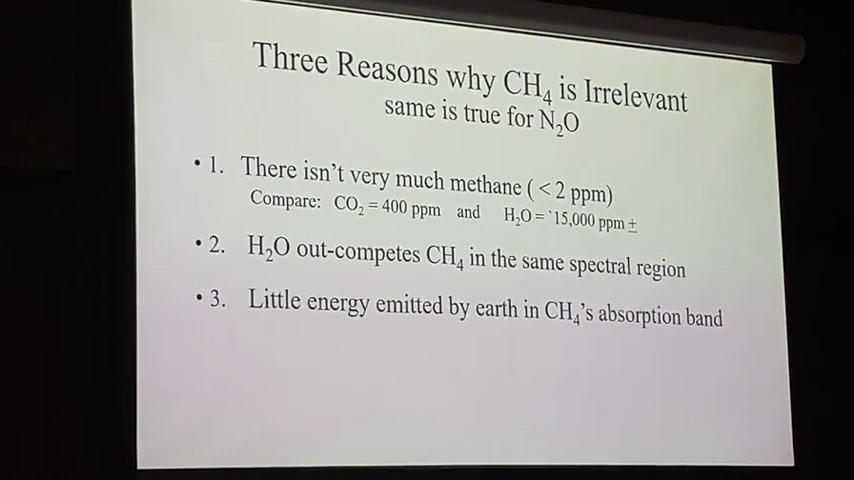 Three Reasons why CH₄ is Irrelevant
same is true for N₂O
• 1. There isn't very much methane ( < 2 ppm)
Compare: CO₂ = 400 ppm and H₂O = `15,000 ppm ±
• 2. H₂O out-competes CH₄ in the same spectral region
• 3. Little energy emitted by earth in CH₄'s absorption band